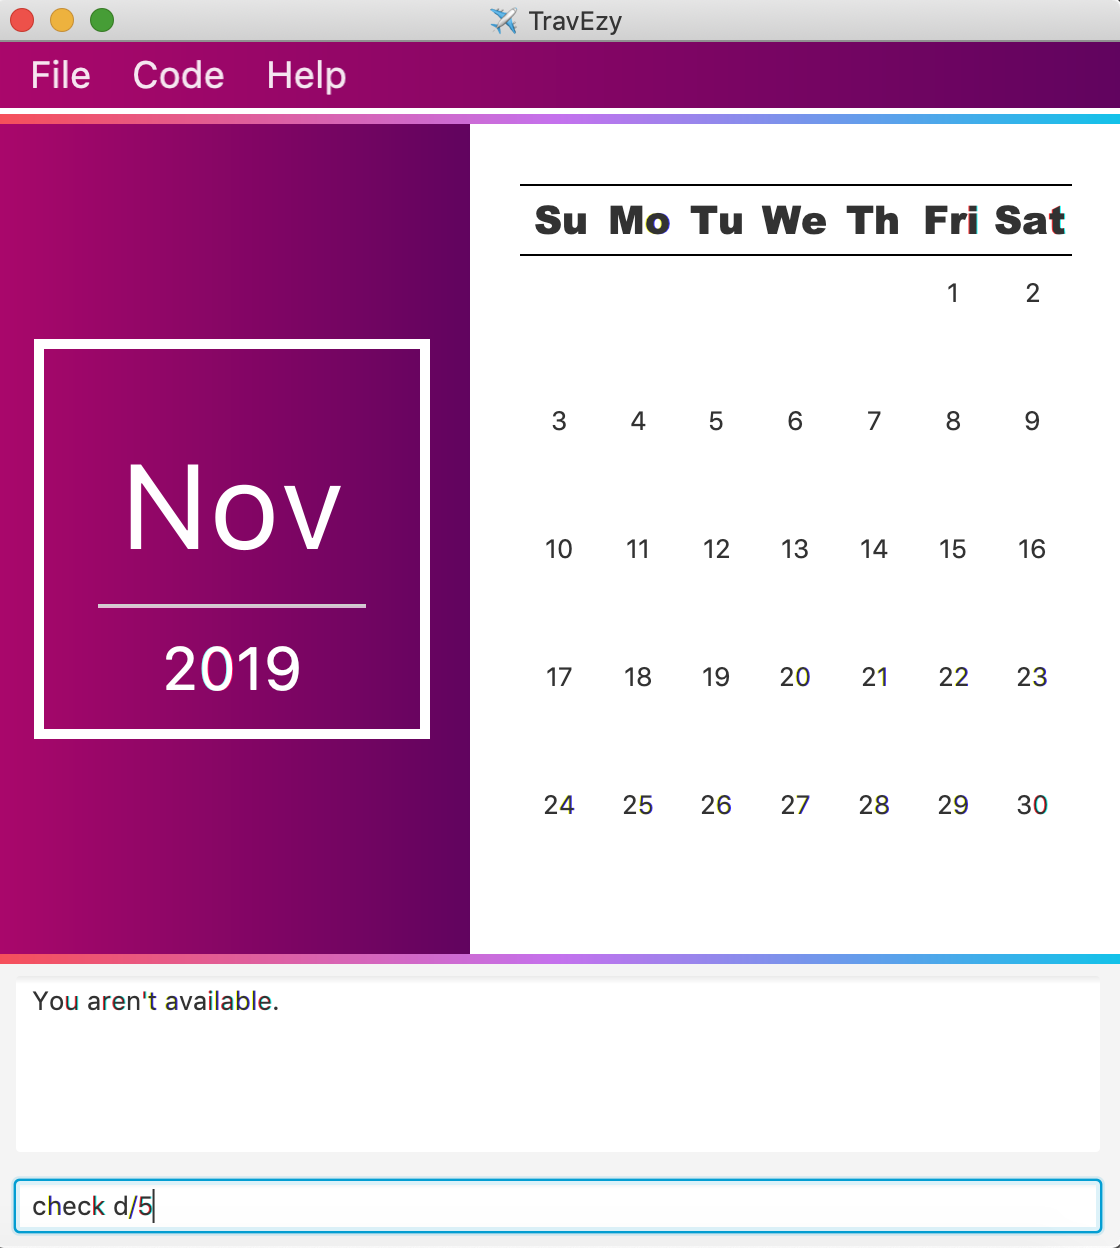 TravEzy
File Code Help
Nov
2019
Su Mo Tu We Th Fri Sat
1 2
3 4 5 6 7 8 9
10 11 12 13 14 15 16
17 18 19 20 21 22 23
24 25 26 27 28 29 30
You aren't available.
check d/5